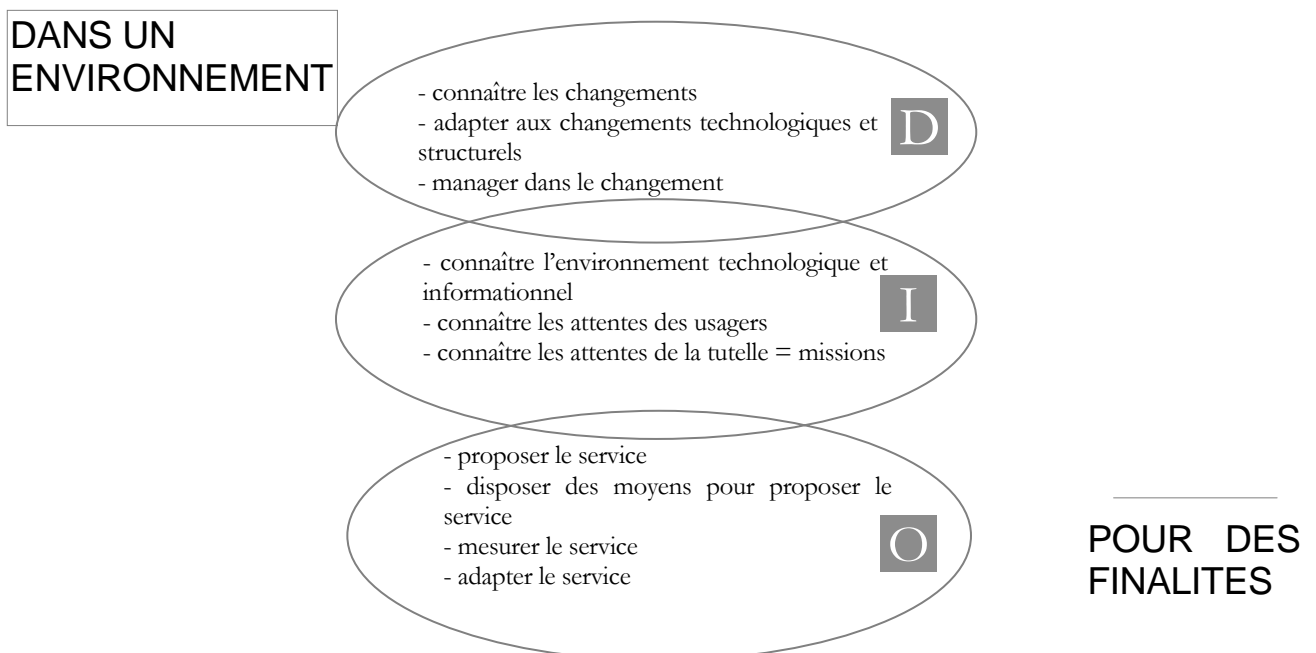 DANS UN
ENVIRONNEMENT
- connaître les changements
- adapter aux changements technologiques et
structurels
- manager dans le changement
D
- connaître l’environnement technologique et
informationnel
- connaître les attentes des usagers
- connaître les attentes de la tutelle = missions
I
- proposer le service
- disposer des moyens pour proposer le
service
- mesurer le service
- adapter le service
O
POUR DES
FINALITES